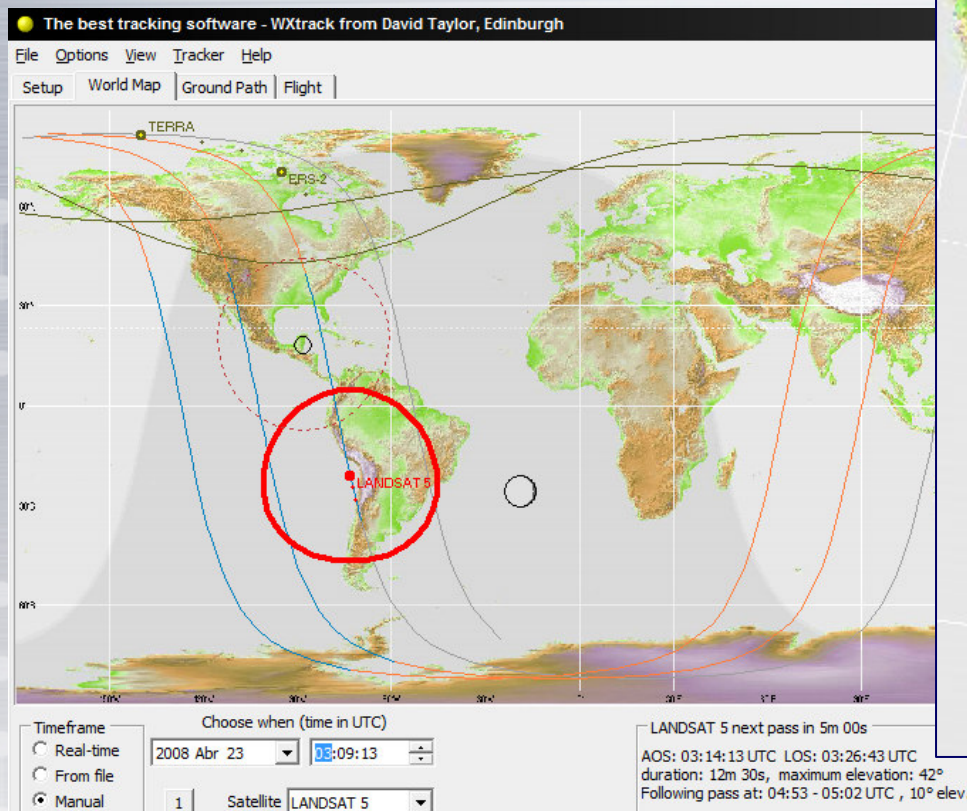 The best tracking software - WXtrack from David Taylor, Edinburgh
File Options View Tracker Help
Setup World Map Ground Path Flight
TERRA
ERS-2
LANDSAT 5
Timeframe
Real-time
From file
Manual
Choose when (time in UTC)
2008 Abr 23
03:09:13
1
Satellite LANDSAT 5
LANDSAT 5 next pass in 5m 00s
AOS: 03:14:13 UTC LOS: 03:26:43 UTC
duration: 12m 30s, maximum elevation: 42°
Following pass at: 04:53 - 05:02 UTC , 10° elev